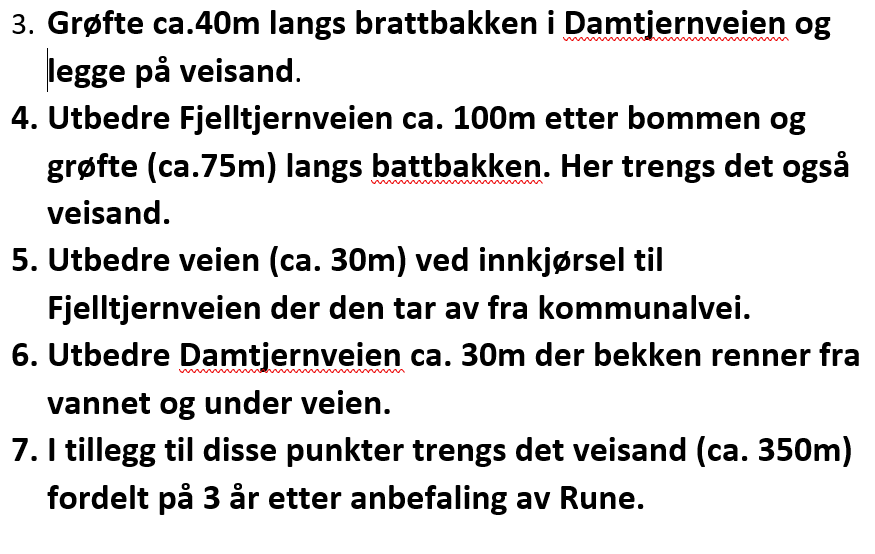 3. Grøfte ca.40m langs brattbakken i Damtjernveien og
legge på veisand.
4. Utbedre Fjelltjernveien ca. 100m etter bommen og
grøfte (ca.75m) langs battbakken. Her trengs det også
veisand.
5. Utbedre veien (ca. 30m) ved innkjørsel til
Fjelltjernveien der den tar av fra kommunalvei.
6. Utbedre Damtjernveien ca. 30m der bekken renner fra
vannet og under veien.
7. I tillegg til disse punkter trengs det veisand (ca. 350m)
fordelt på 3 år etter anbefaling av Rune.